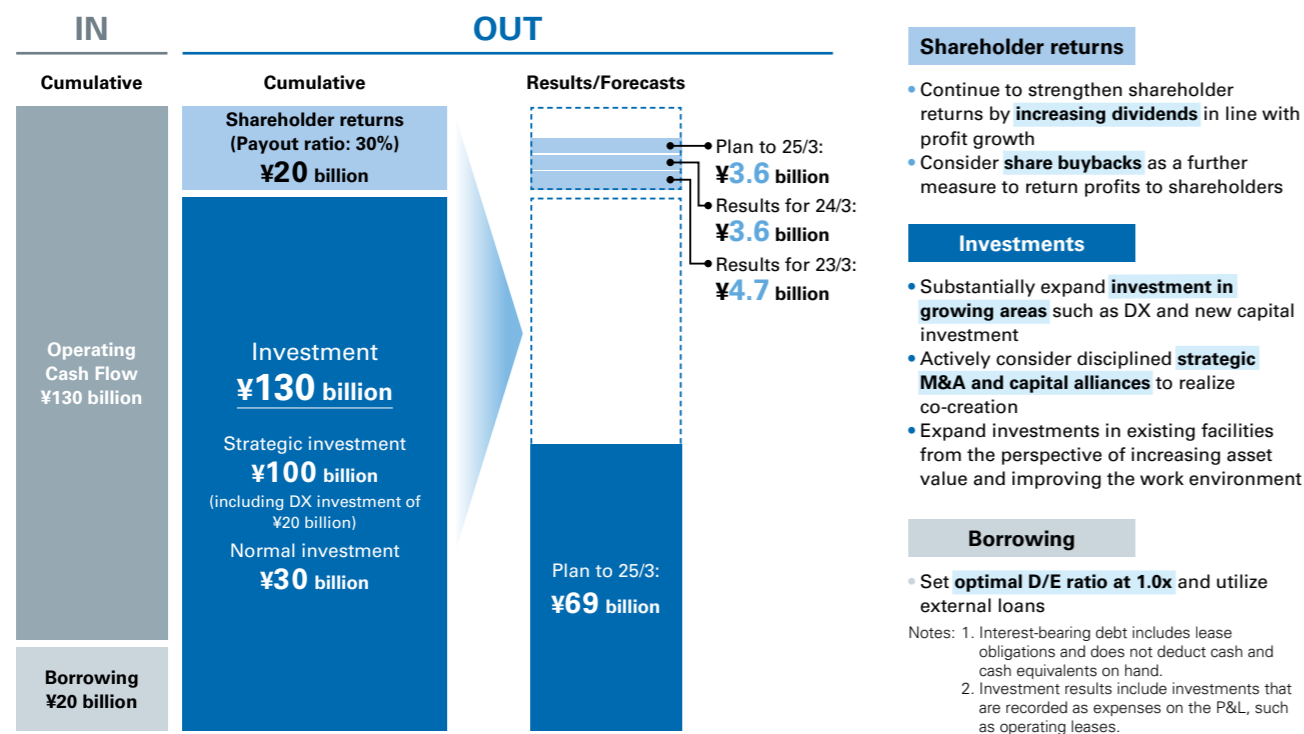 IN
OUT
Cumulative
Cumulative
Results/Forecasts
Operating
Cash Flow
¥130 billion
Borrowing
¥20 billion
Shareholder returns
(Payout ratio: 30%)
¥20 billion
Investment
¥130 billion
Strategic investment
¥100 billion
(including DX investment of
¥20 billion)
Normal investment
¥30 billion
Plan to 25/3:
¥3.6 billion
Results for 24/3:
¥3.6 billion
Results for 23/3:
¥4.7 billion
Plan to 25/3:
¥69 billion
Shareholder returns
• Continue to strengthen shareholder
returns by increasing dividends in line with
profit growth
• Consider share buybacks as a further
measure to return profits to shareholders
Investments
• Substantially expand investment in
growing areas such as DX and new capital
investment
• Actively consider disciplined strategic
M&A and capital alliances to realize
co-creation
• Expand investments in existing facilities
from the perspective of increasing asset
value and improving the work environment
Borrowing
• Set optimal D/E ratio at 1.0x and utilize
external loans
Notes: 1. Interest-bearing debt includes lease
obligations and does not deduct cash and
cash equivalents on hand.
2. Investment results include investments that
are recorded as expenses on the P&L, such
as operating leases.